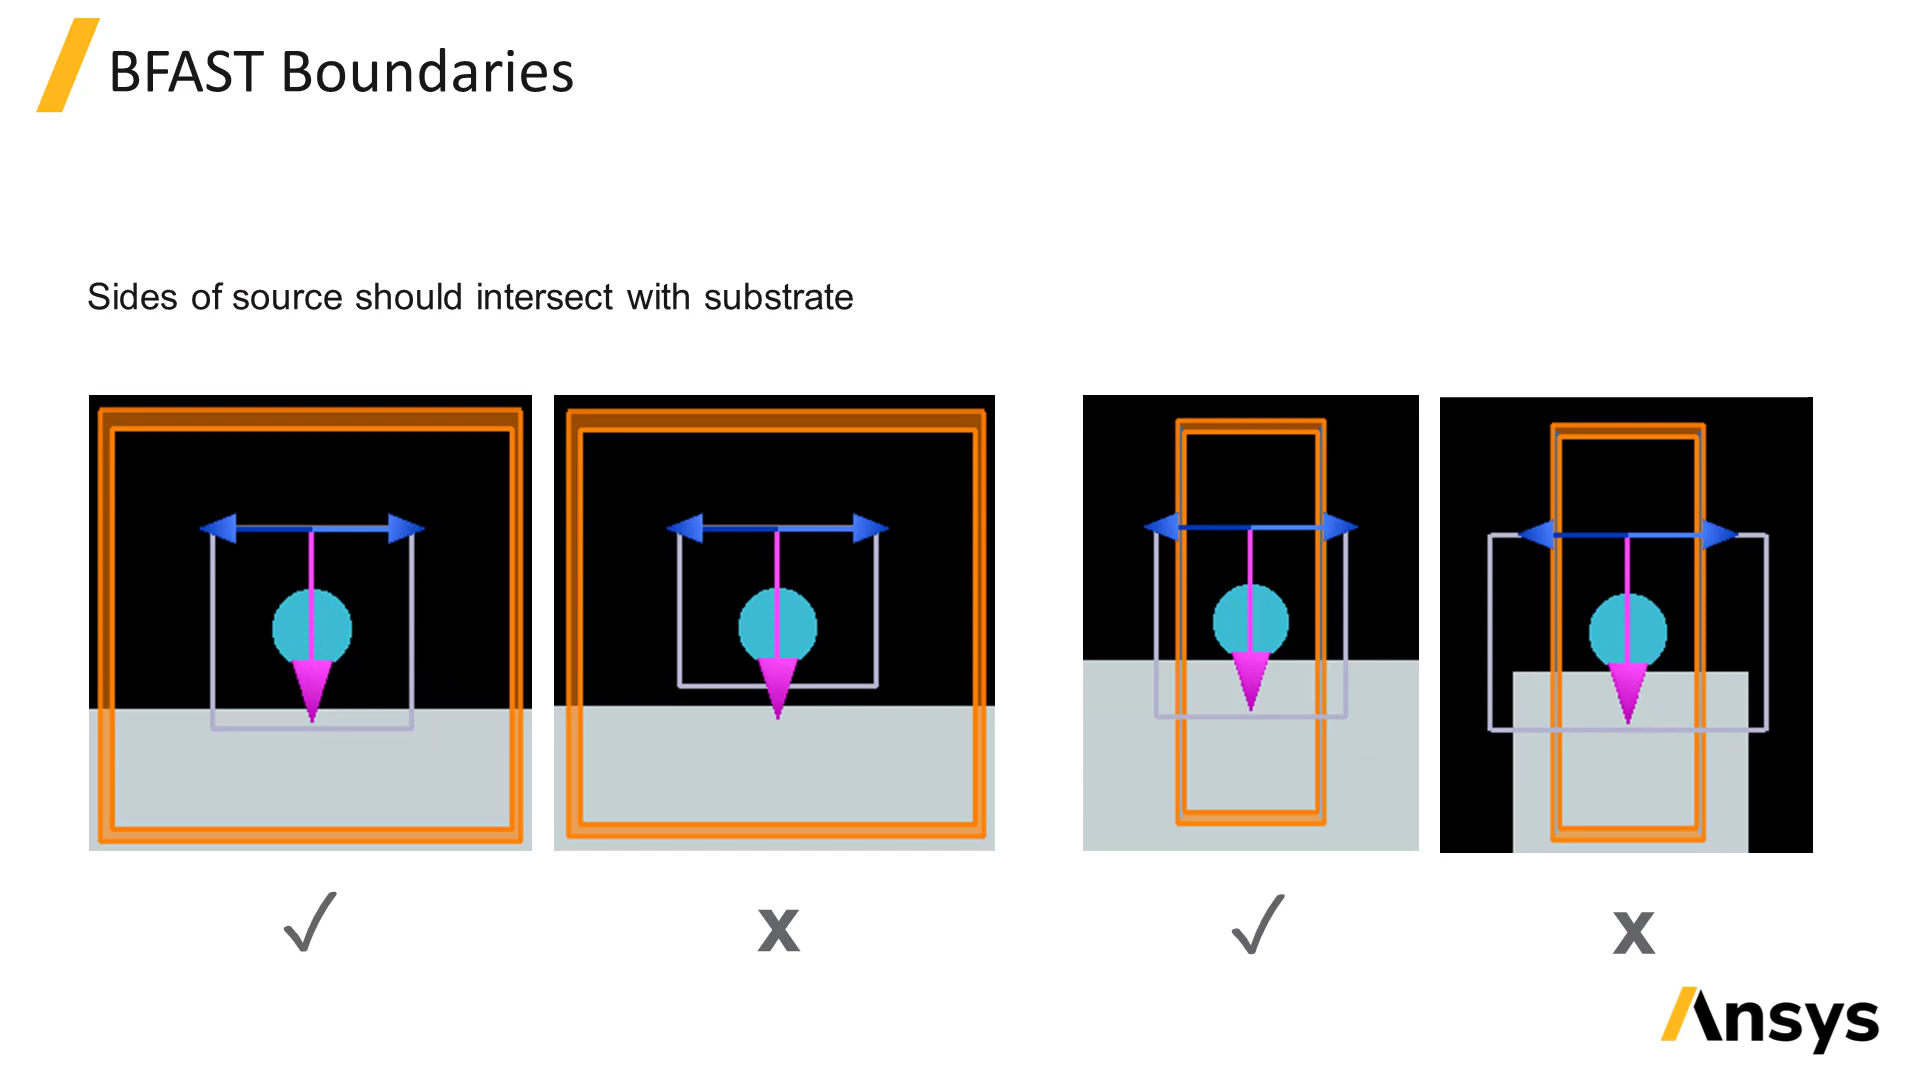 BFAST Boundaries
Sides of source should intersect with substrate
✓ x ✓ x
Ansys